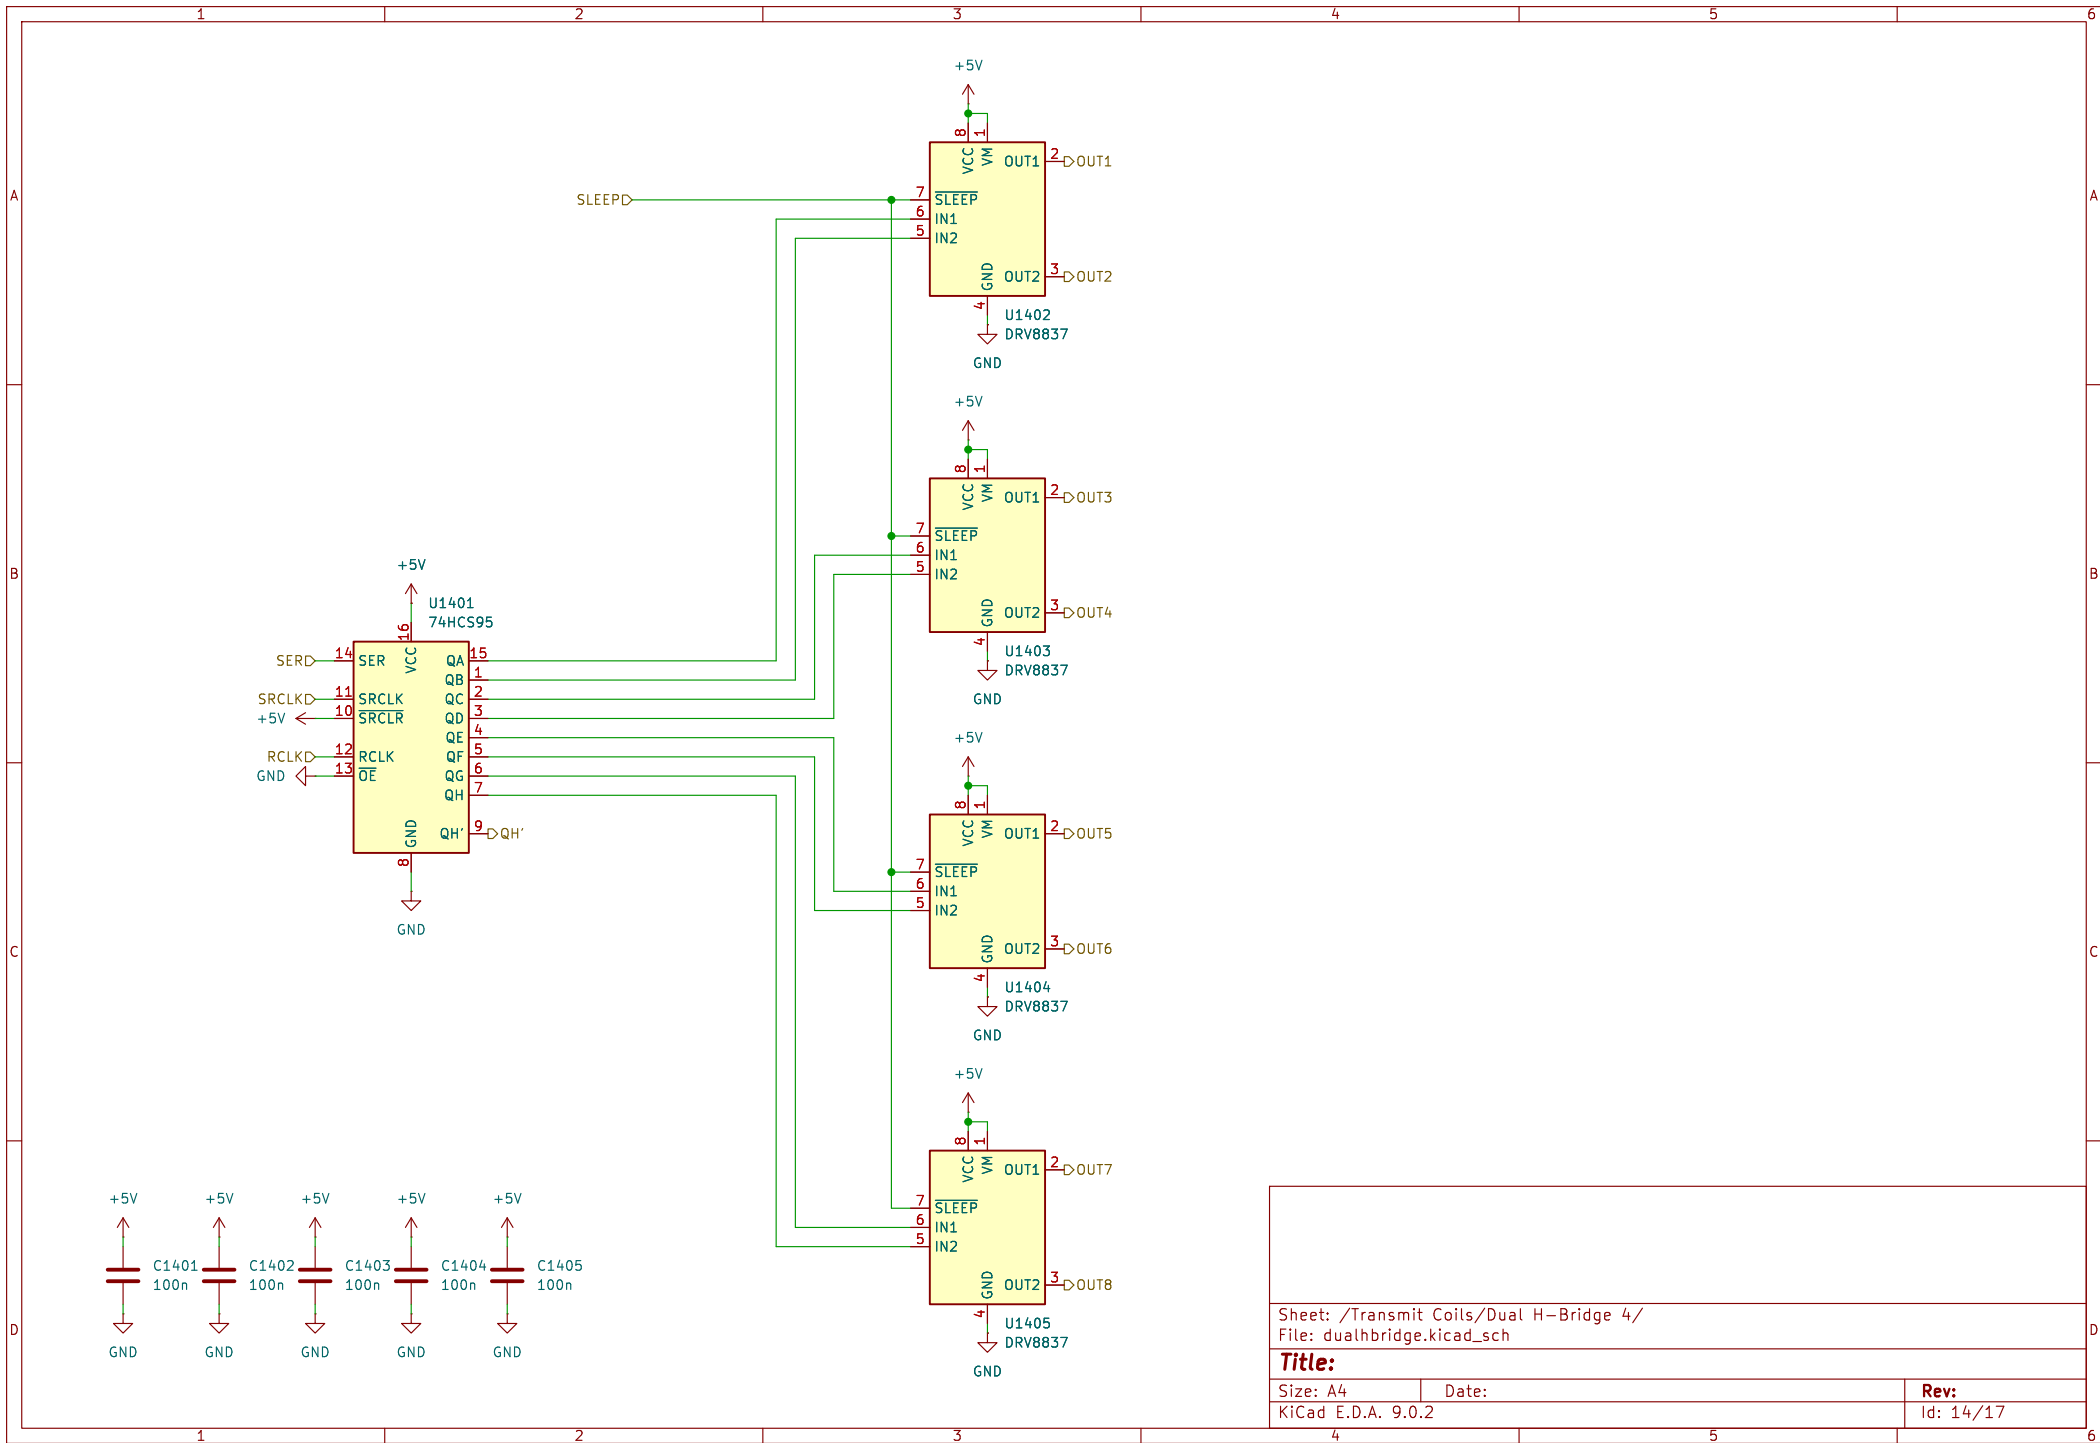 1 2 3 4 5 6
A A
B B
C C
D D
+5V
8 1
VCC VM OUT1 2 OUT1
SLEEP 7 SLEEP
6 IN1
5 IN2
GND OUT2 3 OUT2
4
U1402
DRV8837
GND
+5V
8 1
VCC VM OUT1 2 OUT3
7 SLEEP
6 IN1
5 IN2
GND OUT2 3 OUT4
4
U1403
DRV8837
GND
+5V
U1401
74HCS95
16
SER 14 SER VCC QA 15
QB 1
SRCLK 11 SRCLK QC 2
+5V 10 SRCLR QD 3
QE 4
RCLK 12 RCLK QF 5
GND 13 OE QG 6
QH 7
GND QH' 9 QH'
8
GND
+5V
8 1
VCC VM OUT1 2 OUT5
7 SLEEP
6 IN1
5 IN2
GND OUT2 3 OUT6
4
U1404
DRV8837
GND
+5V
8 1
VCC VM OUT1 2 OUT7
7 SLEEP
6 IN1
5 IN2
GND OUT2 3 OUT8
4
U1405
DRV8837
GND
+5V +5V +5V +5V +5V
C1401 C1402 C1403 C1404 C1405
100n 100n 100n 100n 100n
GND GND GND GND GND
Sheet: /Transmit Coils/Dual H-Bridge 4/
File: dualhbridge.kicad_sch
Title:
Size: A4 Date: Rev:
KiCad E.D.A. 9.0.2 Id: 14/17
1 2 3 4 5 6